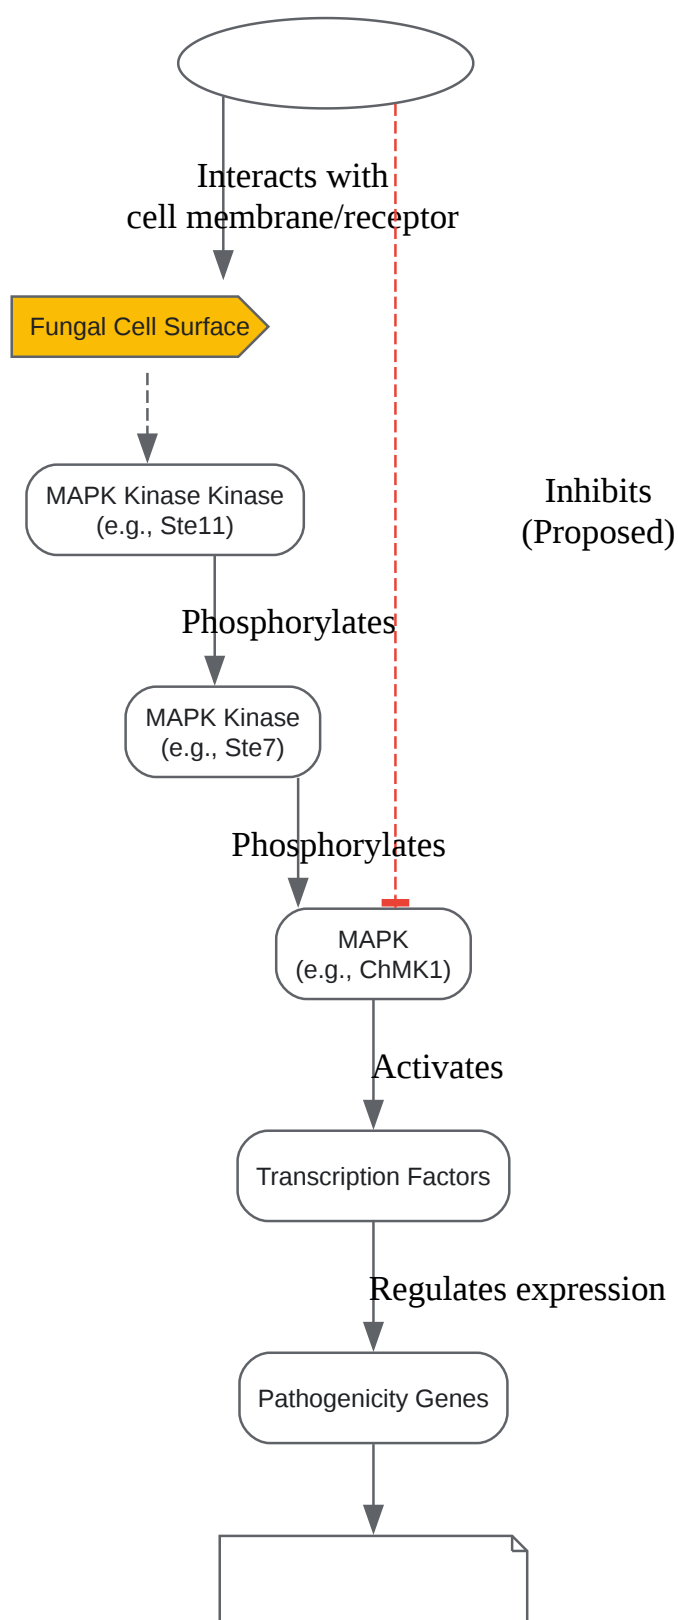 Interacts with
cell membrane/receptor
Fungal Cell Surface
MAPK Kinase Kinase
(e.g., Ste11)
Inhibits
(Proposed)
Phosphorylates
MAPK Kinase
(e.g., Ste7)
Phosphorylates
MAPK
(e.g., ChMK1)
Activates
Transcription Factors
Regulates expression
Pathogenicity Genes